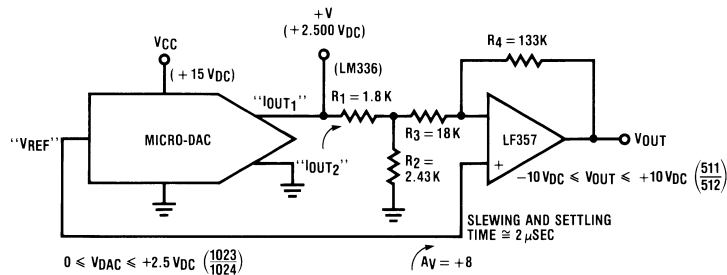 +V
(+2.500 VDC)
VCC
(+15 VDC)
(LM336)
R4 = 133K
"IOUT1"
R1 = 1.8 K
R3 = 18K
"VREF"
MICRO-DAC
LF357
VOUT
"IOUT2"
R2 =
2.43 K
−10 VDC ⩽ VOUT ⩽ +10 VDC (511/512)
SLEWING AND SETTLING
TIME ≅ 2 μSEC
0 ⩽ VDAC ⩽ +2.5 VDC (1023/1024)
AV = +8
+